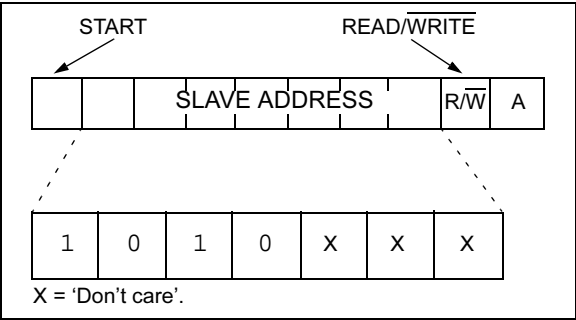 START READ/WRITE
SLAVE ADDRESS R/W A
1 0 1 0 X X X
X = 'Don't care'.